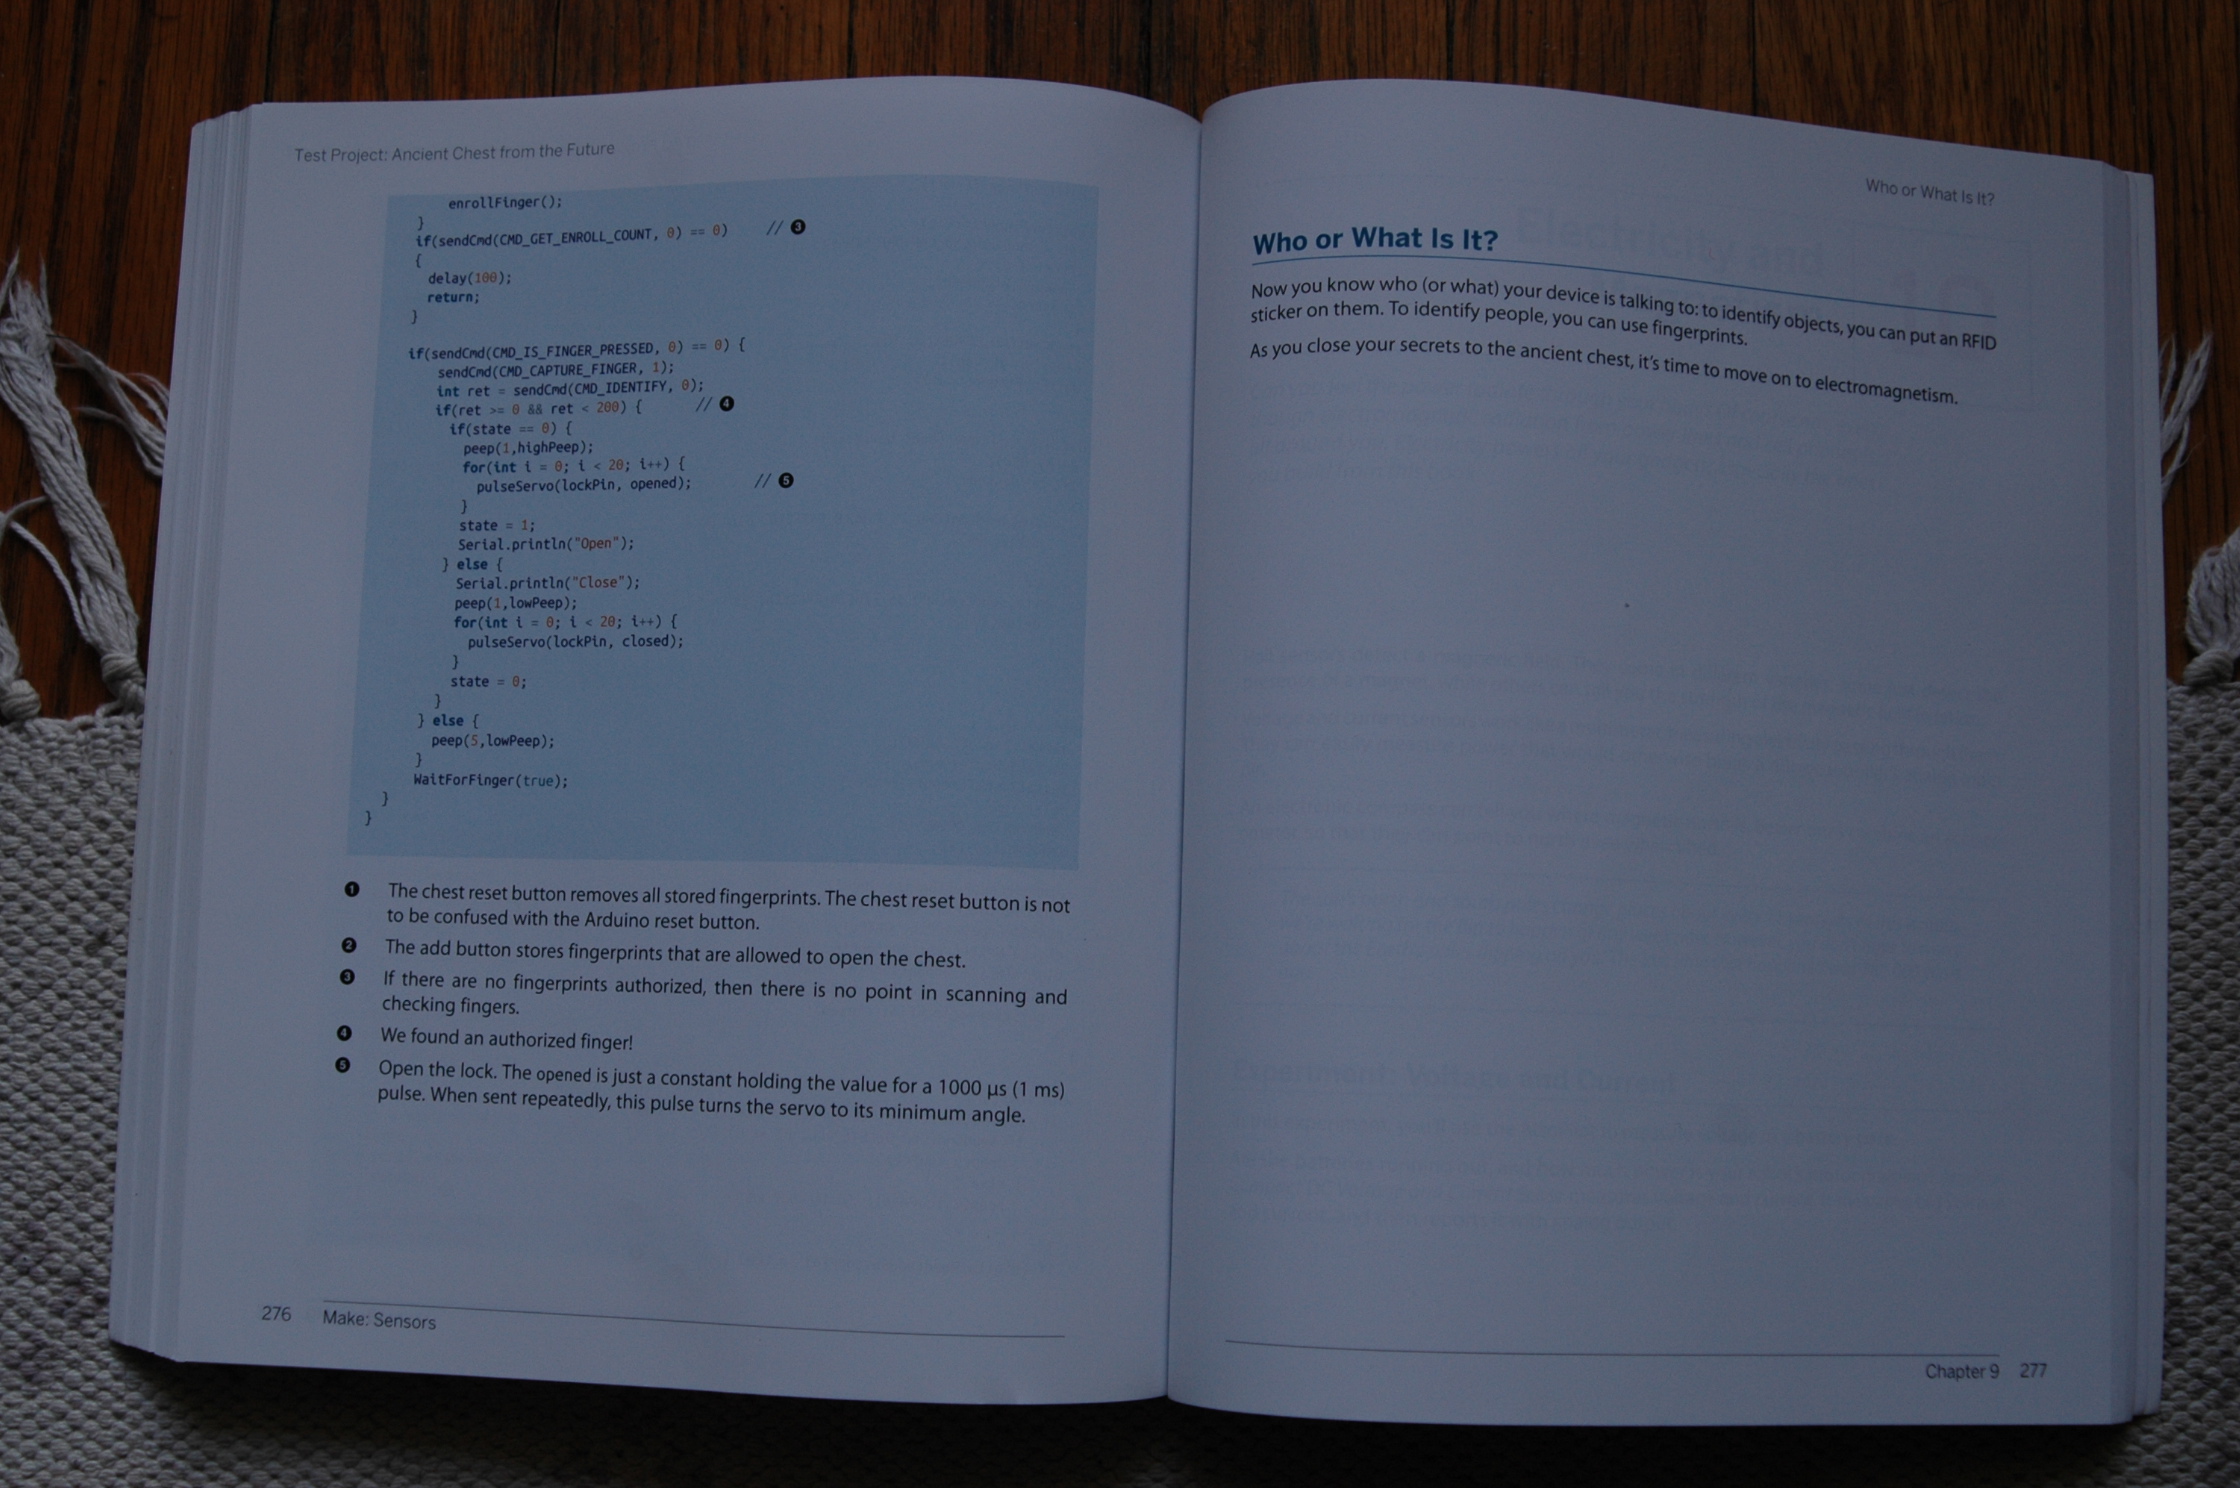 Test Project: Ancient Chest from the Future
enrollFinger();
}
if(sendCmd(CMD_GET_ENROLL_COUNT, 0) == 0) // ❸
{
delay(100);
return;
}
if(sendCmd(CMD_IS_FINGER_PRESSED, 0) == 0) {
sendCmd(CMD_CAPTURE_FINGER, 1);
int ret = sendCmd(CMD_IDENTIFY, 0);
if(ret >= 0 && ret < 200) { // ❹
if(state == 0) {
peep(1,highPeep);
for(int i = 0; i < 20; i++) {
pulseServo(lockPin, opened); // ❺
}
state = 1;
Serial.println("Open");
} else {
Serial.println("Close");
peep(1,lowPeep);
for(int i = 0; i < 20; i++) {
pulseServo(lockPin, closed);
}
state = 0;
}
} else {
peep(5,lowPeep);
}
WaitForFinger(true);
}
}
❶ The chest reset button removes all stored fingerprints. The chest reset button is not
to be confused with the Arduino reset button.
❷ The add button stores fingerprints that are allowed to open the chest.
❸ If there are no fingerprints authorized, then there is no point in scanning and
checking fingers.
❹ We found an authorized finger!
❺ Open the lock. The opened is just a constant holding the value for a 1000 µs (1 ms)
pulse. When sent repeatedly, this pulse turns the servo to its minimum angle.
276 Make: Sensors
Who or What Is It?
Who or What Is It?
Now you know who (or what) your device is talking to: to identify objects, you can put an RFID
sticker on them. To identify people, you can use fingerprints.
As you close your secrets to the ancient chest, it's time to move on to electromagnetism.
Chapter 9 277